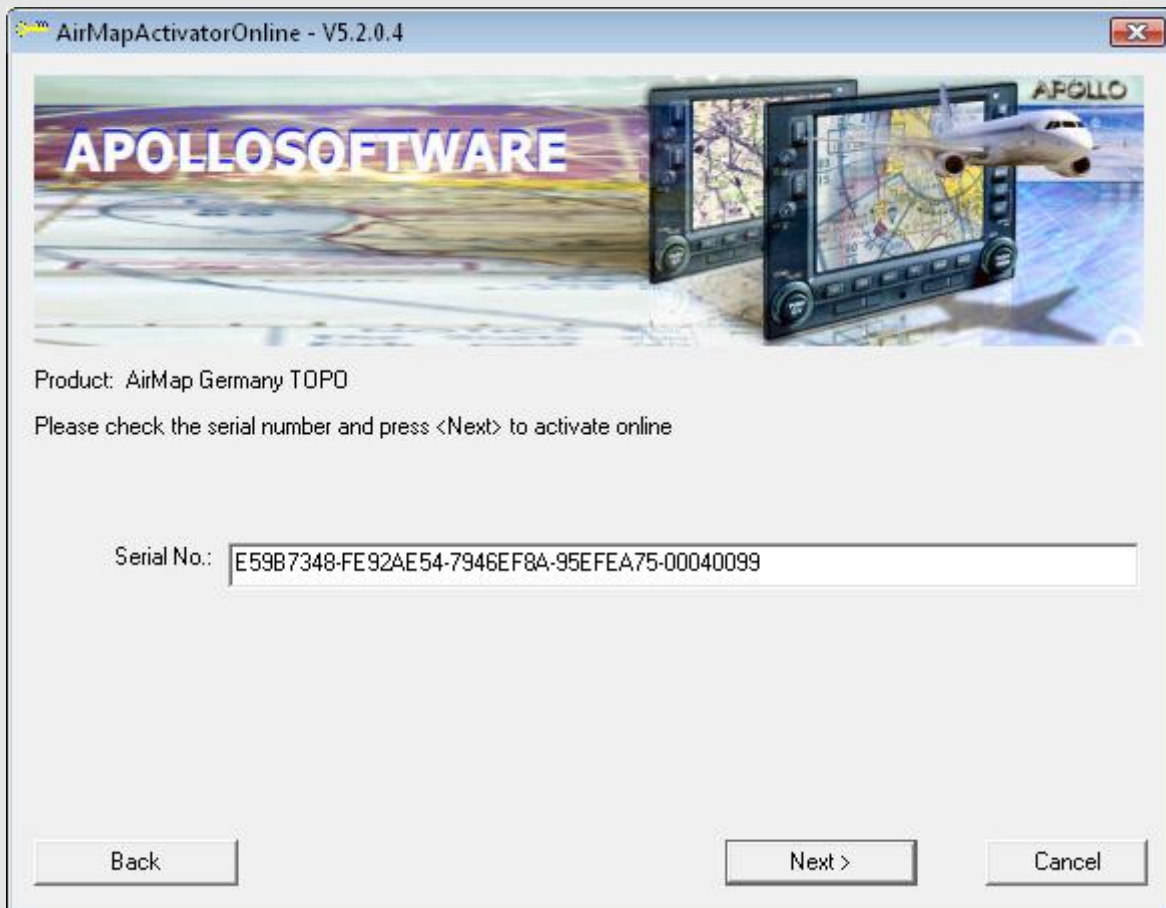 AirMapActivatorOnline - V5.2.0.4
APOLLO
APOLLOSOFTWARE
Product: AirMap Germany TOPO
Please check the serial number and press <Next> to activate online
Serial No.: E59B7348-FE92AE54-7946EF8A-95EFEA75-00040099
Back Next > Cancel